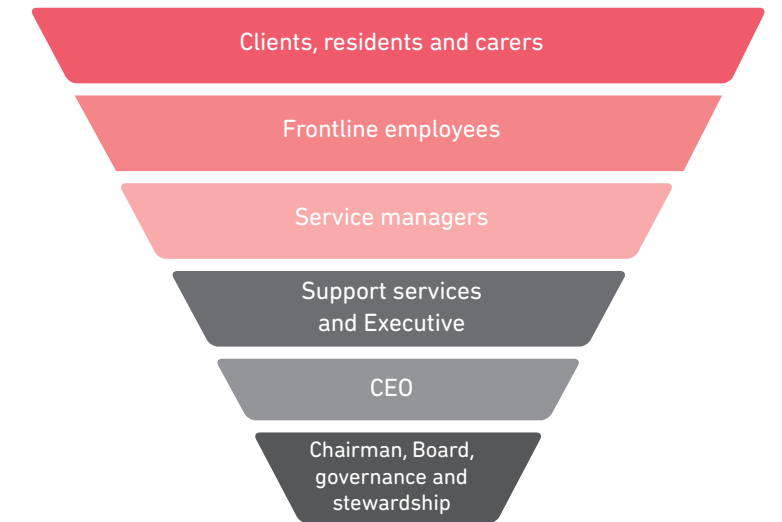 Clients, residents and carers
Frontline employees
Service managers
Support services
and Executive
CEO
Chairman, Board,
governance and
stewardship